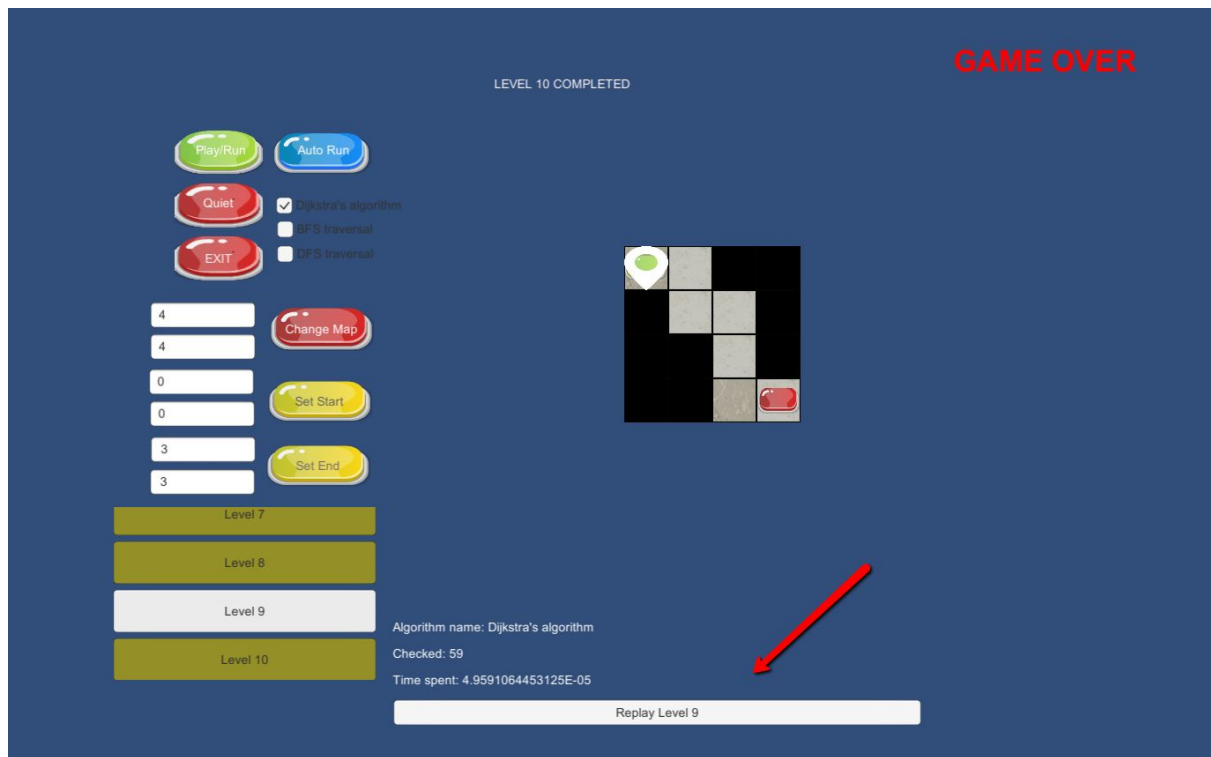 GAME OVER
LEVEL 10 COMPLETED
Play/Run
Auto Run
Quiet
Dijkstra's algorithm
BFS traversal
EXIT
DFS traversal
4
Change Map
4
0
Set Start
0
3
Set End
3
Level 7
Level 8
Level 9
Level 10
Algorithm name: Dijkstra's algorithm
Checked: 59
Time spent: 4.9591064453125E-05
Replay Level 9